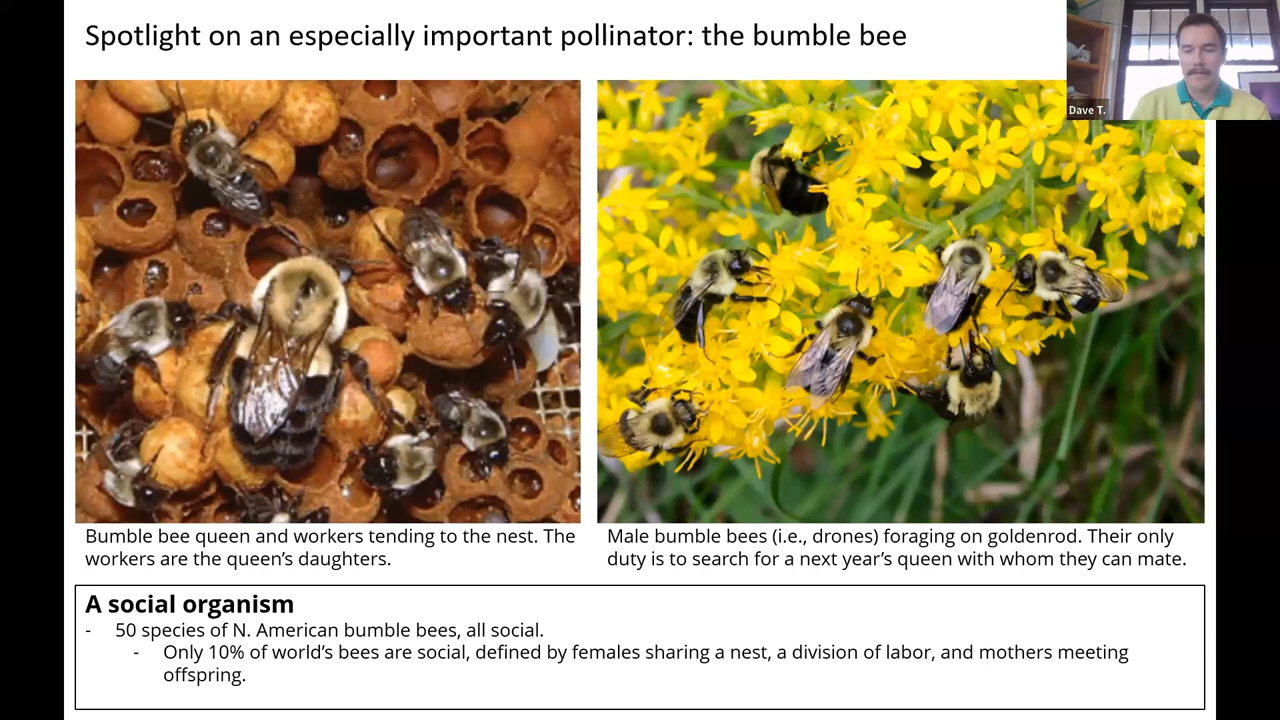 Spotlight on an especially important pollinator: the bumble bee
Dave T.
Bumble bee queen and workers tending to the nest. The
workers are the queen’s daughters.
Male bumble bees (i.e., drones) foraging on goldenrod. Their only
duty is to search for a next year’s queen with whom they can mate.
A social organism
- 50 species of N. American bumble bees, all social.
- Only 10% of world’s bees are social, defined by females sharing a nest, a division of labor, and mothers meeting
offspring.